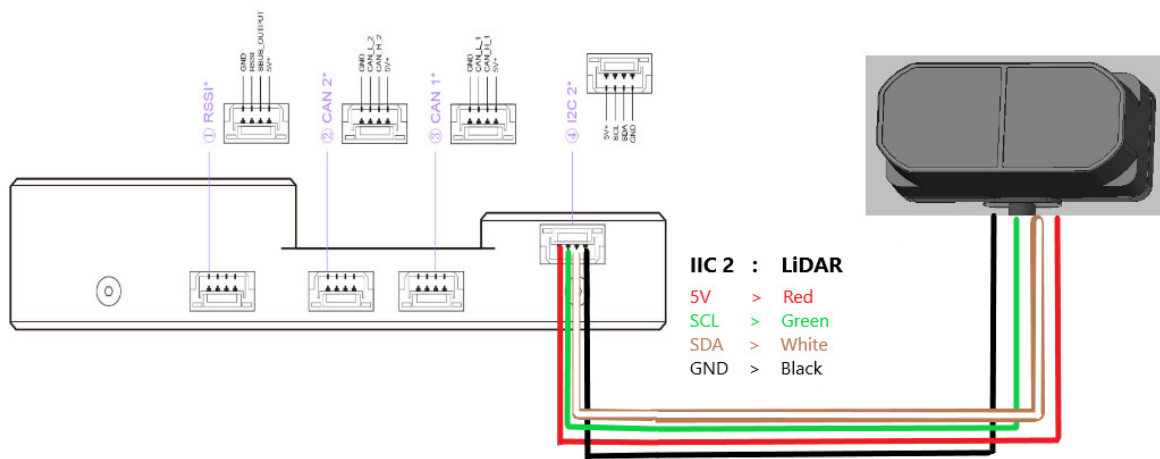 GND
RSSI
SBUS_OUTPUT
5V+
① RSSI*
GND
CAN_L_2
CAN_H_2
5V+
② CAN 2*
GND
CAN_L_1
CAN_H_1
5V+
③ CAN 1*
④ I2C 2*
5V+
SCL
SDA
GND
IIC 2 : LiDAR
5V > Red
SCL > Green
SDA > White
GND > Black